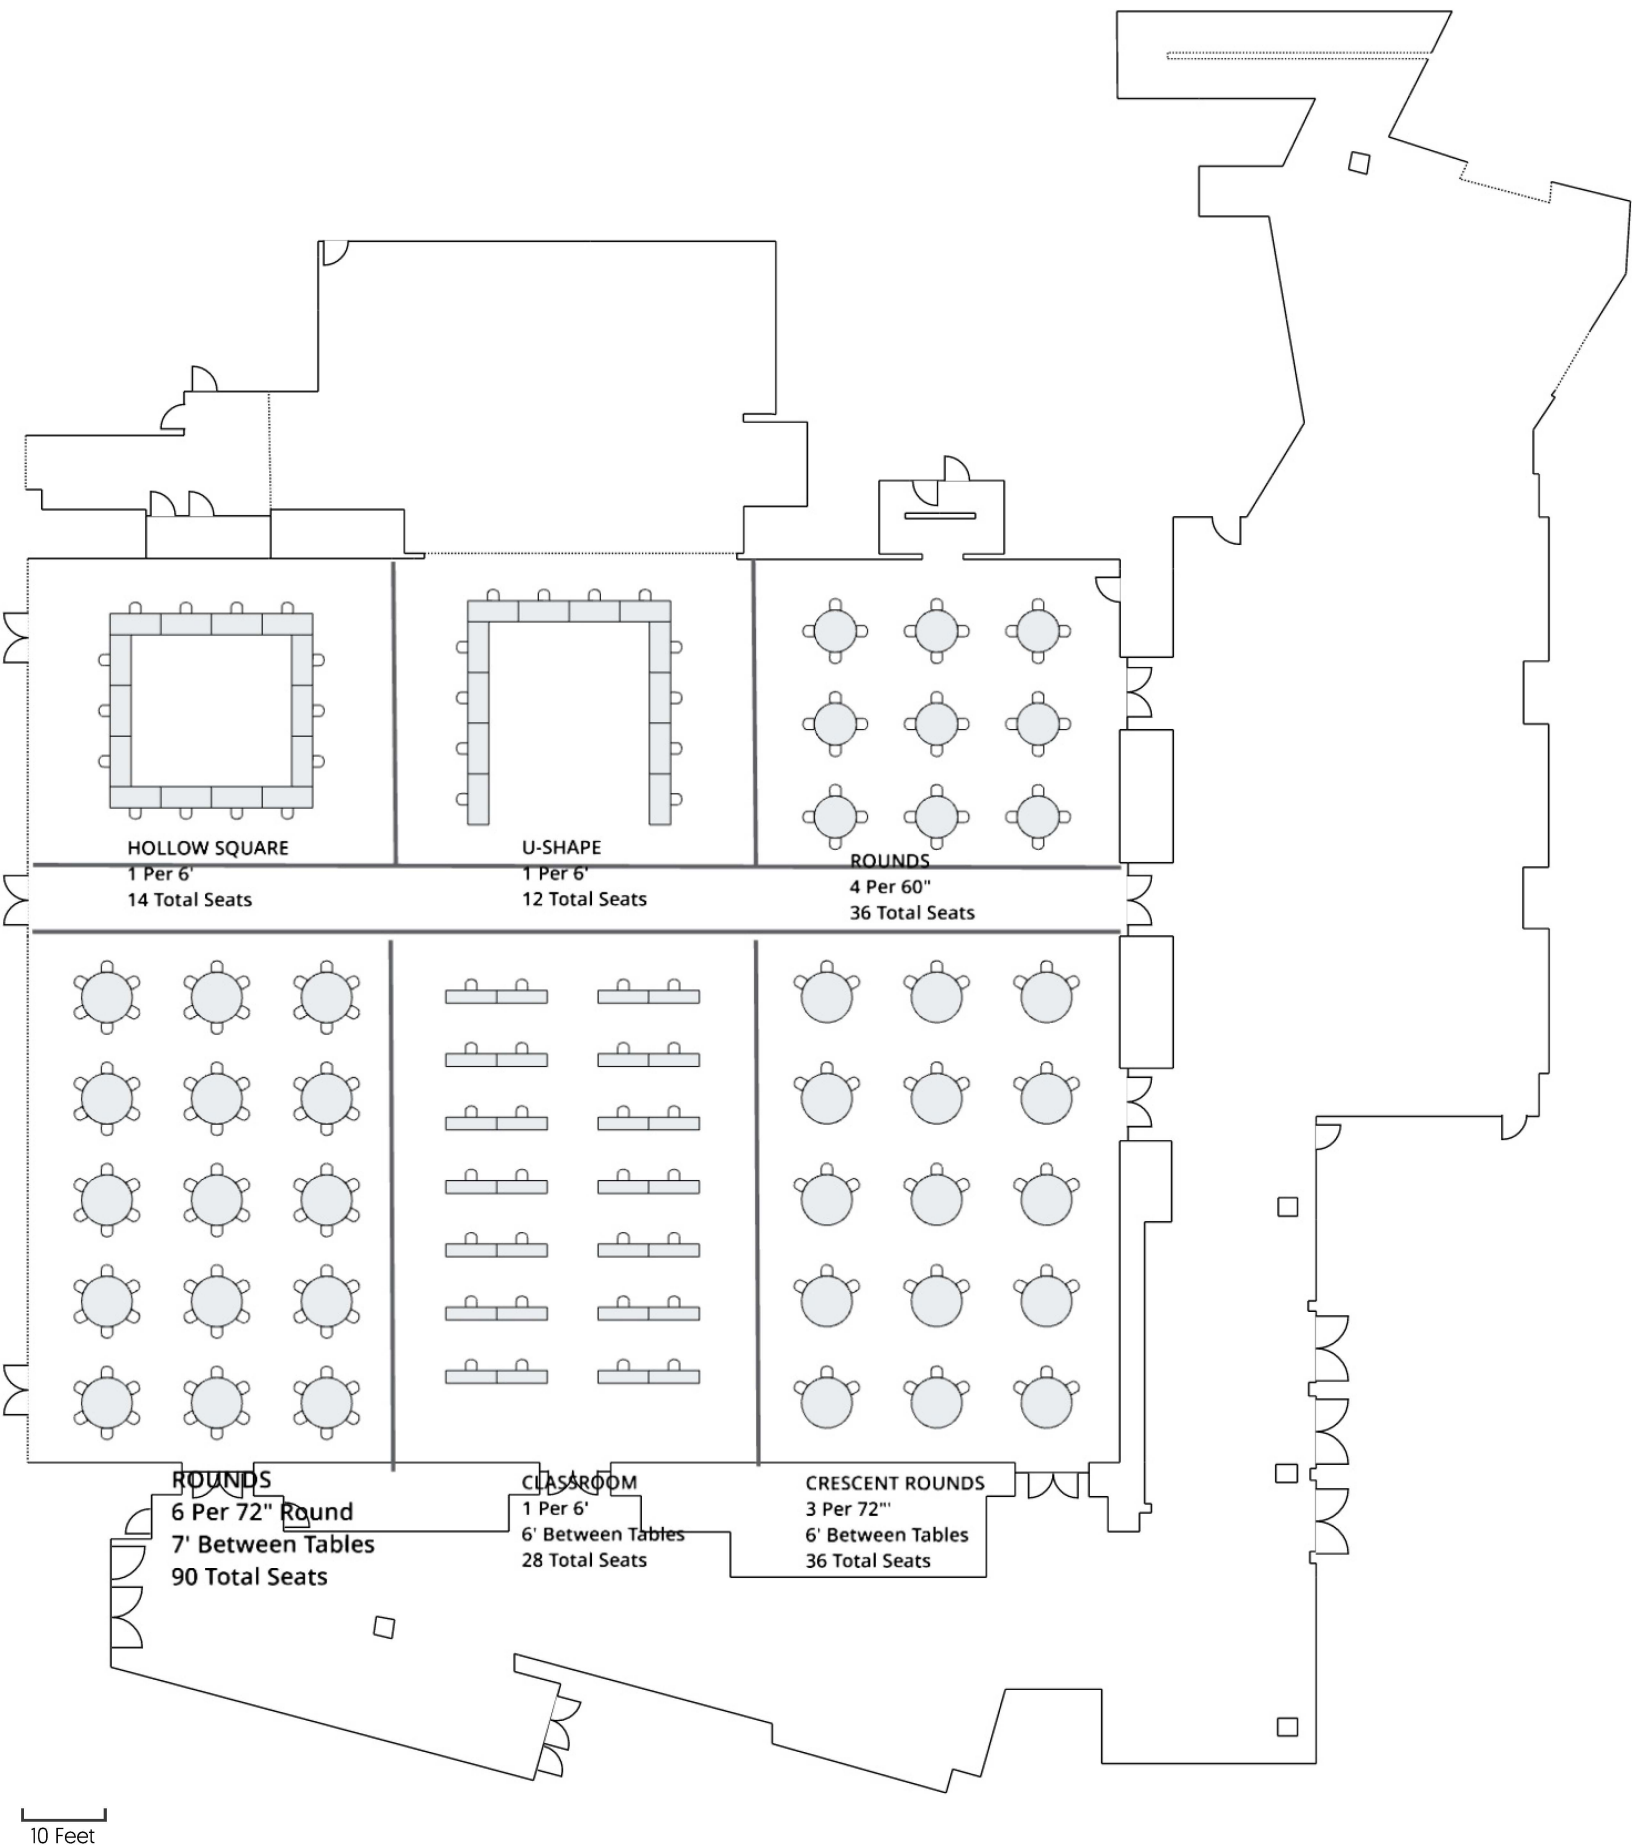 HOLLOW SQUARE
1 Per 6'
14 Total Seats
U-SHAPE
1 Per 6'
12 Total Seats
ROUNDS
4 Per 60"
36 Total Seats
ROUNDS
6 Per 72" Round
7' Between Tables
90 Total Seats
CLASSROOM
1 Per 6'
6' Between Tables
28 Total Seats
CRESCENT ROUNDS
3 Per 72"'
6' Between Tables
36 Total Seats
10 Feet